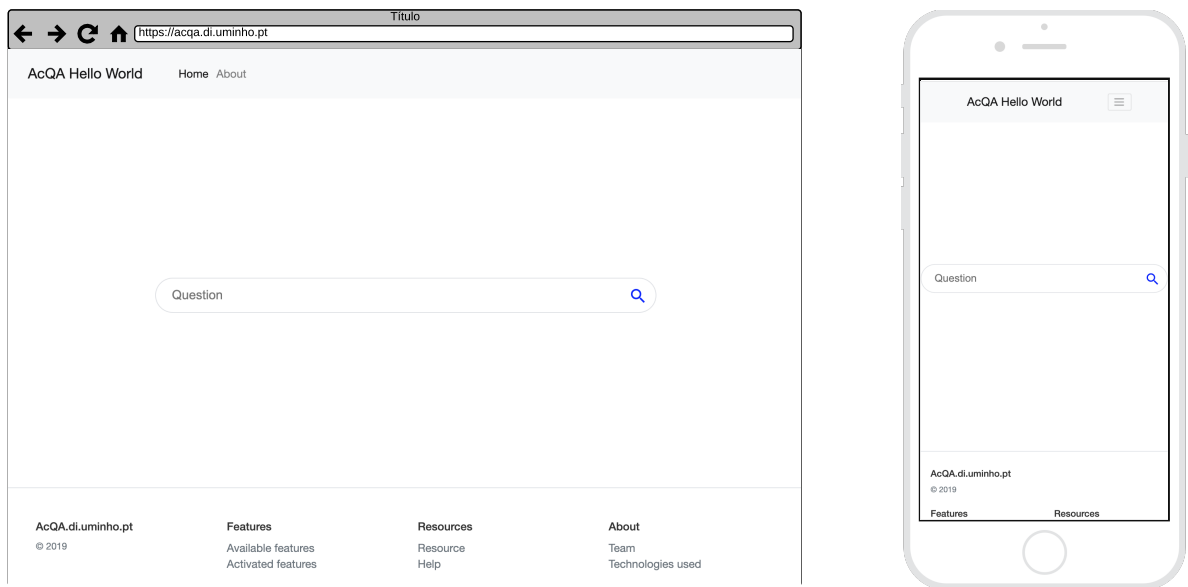 Título
https://acqa.di.uminho.pt
AcQA Hello World Home About
Question
AcQA.di.uminho.pt
© 2019
Features
Available features
Activated features
Resources
Resource
Help
About
Team
Technologies used
AcQA Hello World
Question
AcQA.di.uminho.pt
© 2019
Features Resources